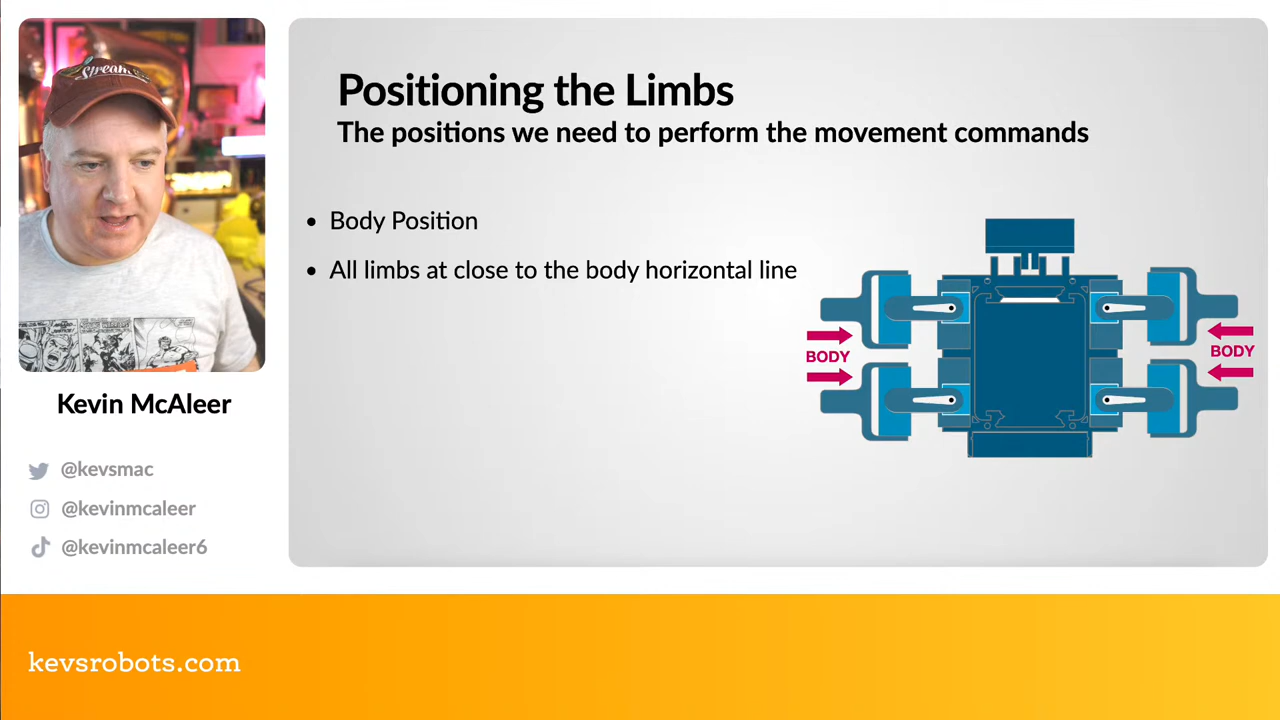 Stream
Positioning the Limbs
The positions we need to perform the movement commands
• Body Position
• All limbs at close to the body horizontal line
BODY
BODY
Kevin McAleer
@kevsmac
@kevinmcaleer
@kevinmcaleer6
kevsrobots.com